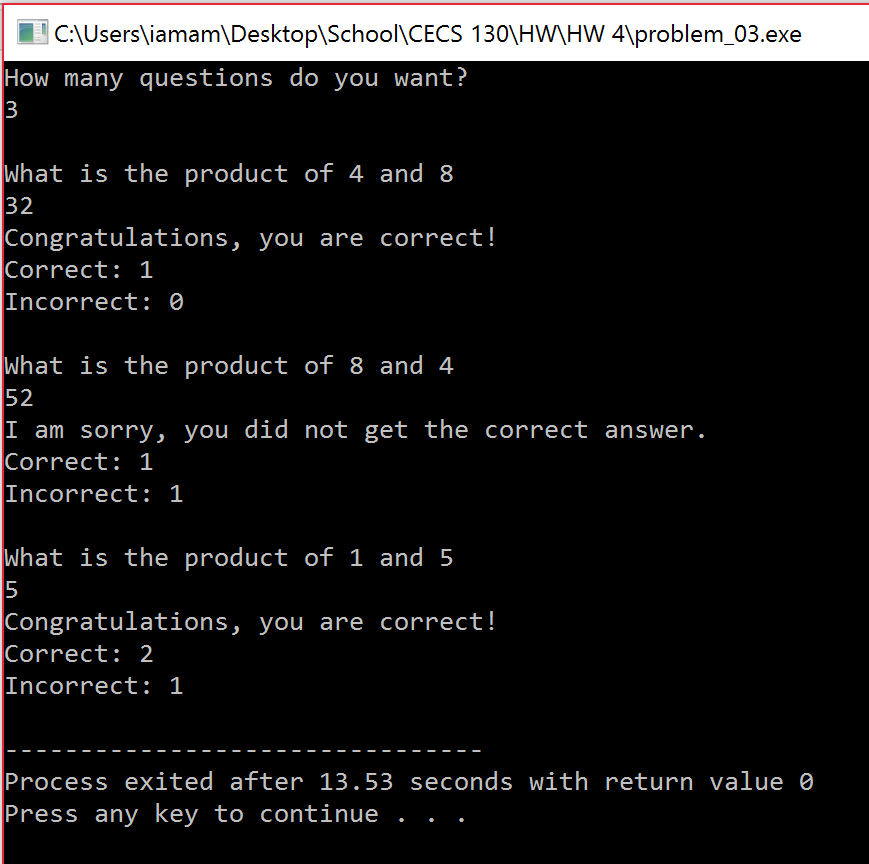 C:\Users\iamam\Desktop\School\CECS 130\HW\HW 4\problem_03.exe
How many questions do you want?
3
What is the product of 4 and 8
32
Congratulations, you are correct!
Correct: 1
Incorrect: 0
What is the product of 8 and 4
52
I am sorry, you did not get the correct answer.
Correct: 1
Incorrect: 1
What is the product of 1 and 5
5
Congratulations, you are correct!
Correct: 2
Incorrect: 1
--------------------------------
Process exited after 13.53 seconds with return value 0
Press any key to continue . . .